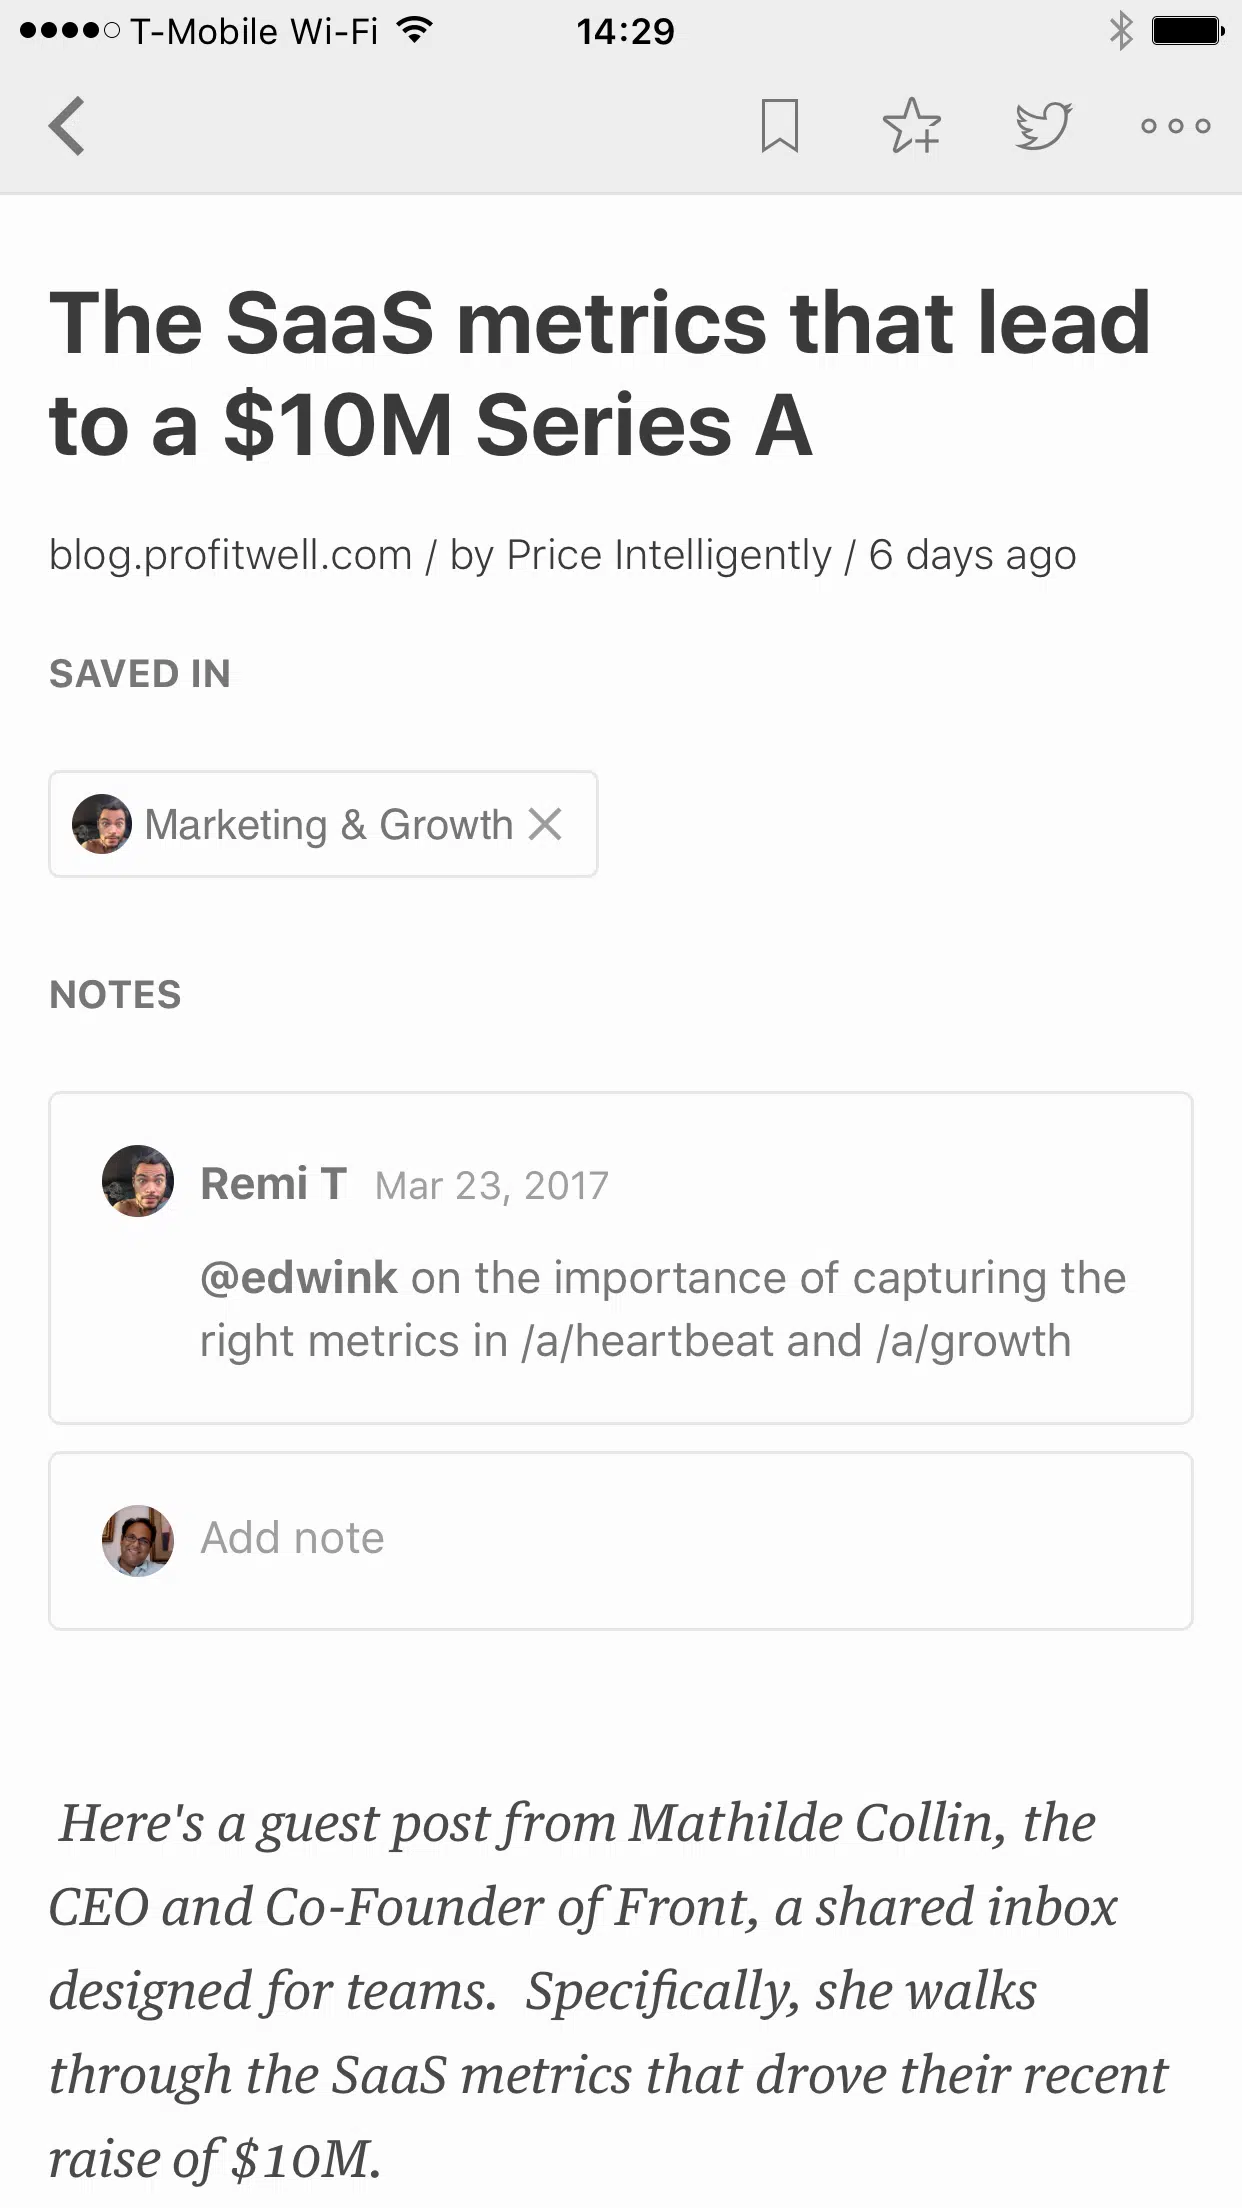 T-Mobile Wi-Fi 14:29
The SaaS metrics that lead
to a $10M Series A
blog.profitwell.com / by Price Intelligently / 6 days ago
SAVED IN
Marketing & Growth
NOTES
Remi T Mar 23, 2017
@edwink on the importance of capturing the
right metrics in /a/heartbeat and /a/growth
Add note
Here's a guest post from Mathilde Collin, the
CEO and Co-Founder of Front, a shared inbox
designed for teams. Specifically, she walks
through the SaaS metrics that drove their recent
raise of $10M.